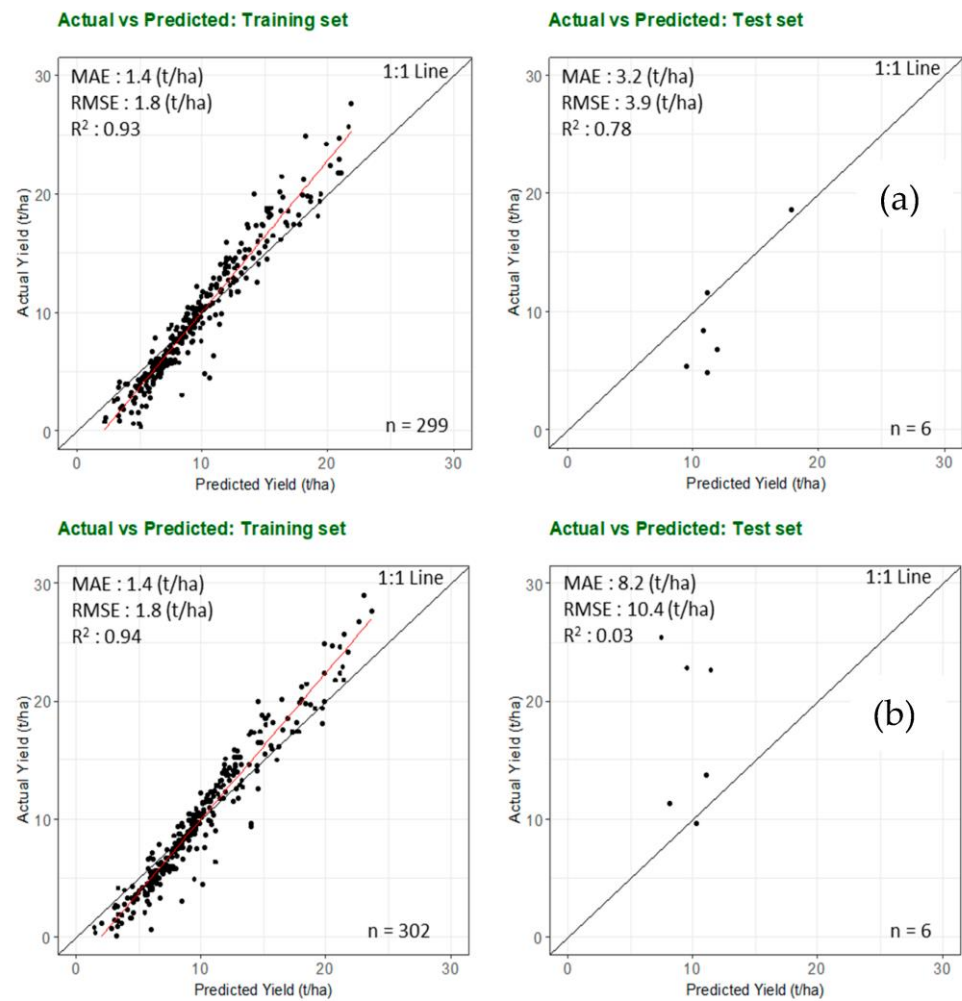 Actual vs Predicted: Training set
MAE : 1.4 (t/ha)
RMSE : 1.8 (t/ha)
R² : 0.93
1:1 Line
30
20
10
0
Actual Yield (t/ha)
n = 299
0 10 20 30
Predicted Yield (t/ha)
Actual vs Predicted: Test set
MAE : 3.2 (t/ha)
RMSE : 3.9 (t/ha)
R² : 0.78
1:1 Line
(a)
30
20
10
0
Actual Yield (t/ha)
n = 6
0 10 20 30
Predicted Yield (t/ha)
Actual vs Predicted: Training set
MAE : 1.4 (t/ha)
RMSE : 1.8 (t/ha)
R² : 0.94
1:1 Line
30
20
10
0
Actual Yield (t/ha)
n = 302
0 10 20 30
Predicted Yield (t/ha)
Actual vs Predicted: Test set
MAE : 8.2 (t/ha)
RMSE : 10.4 (t/ha)
R² : 0.03
1:1 Line
(b)
30
20
10
0
Actual Yield (t/ha)
n = 6
0 10 20 30
Predicted Yield (t/ha)